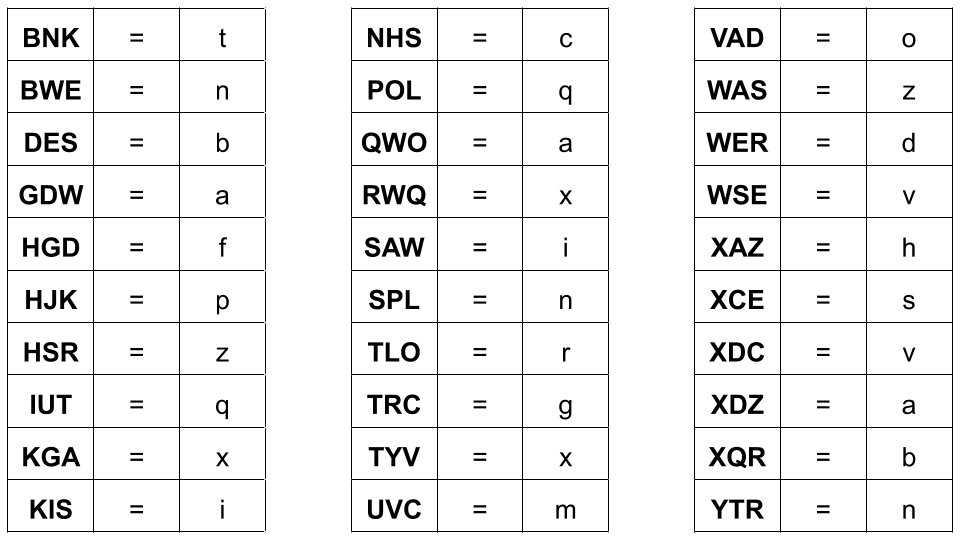 BNK = t NHS = c VAD = o
BWE = n POL = q WAS = z
DES = b QWO = a WER = d
GDW = a RWQ = x WSE = v
HGD = f SAW = i XAZ = h
HJK = p SPL = n XCE = s
HSR = z TLO = r XDC = v
IUT = q TRC = g XDZ = a
KGA = x TYV = x XQR = b
KIS = i UVC = m YTR = n